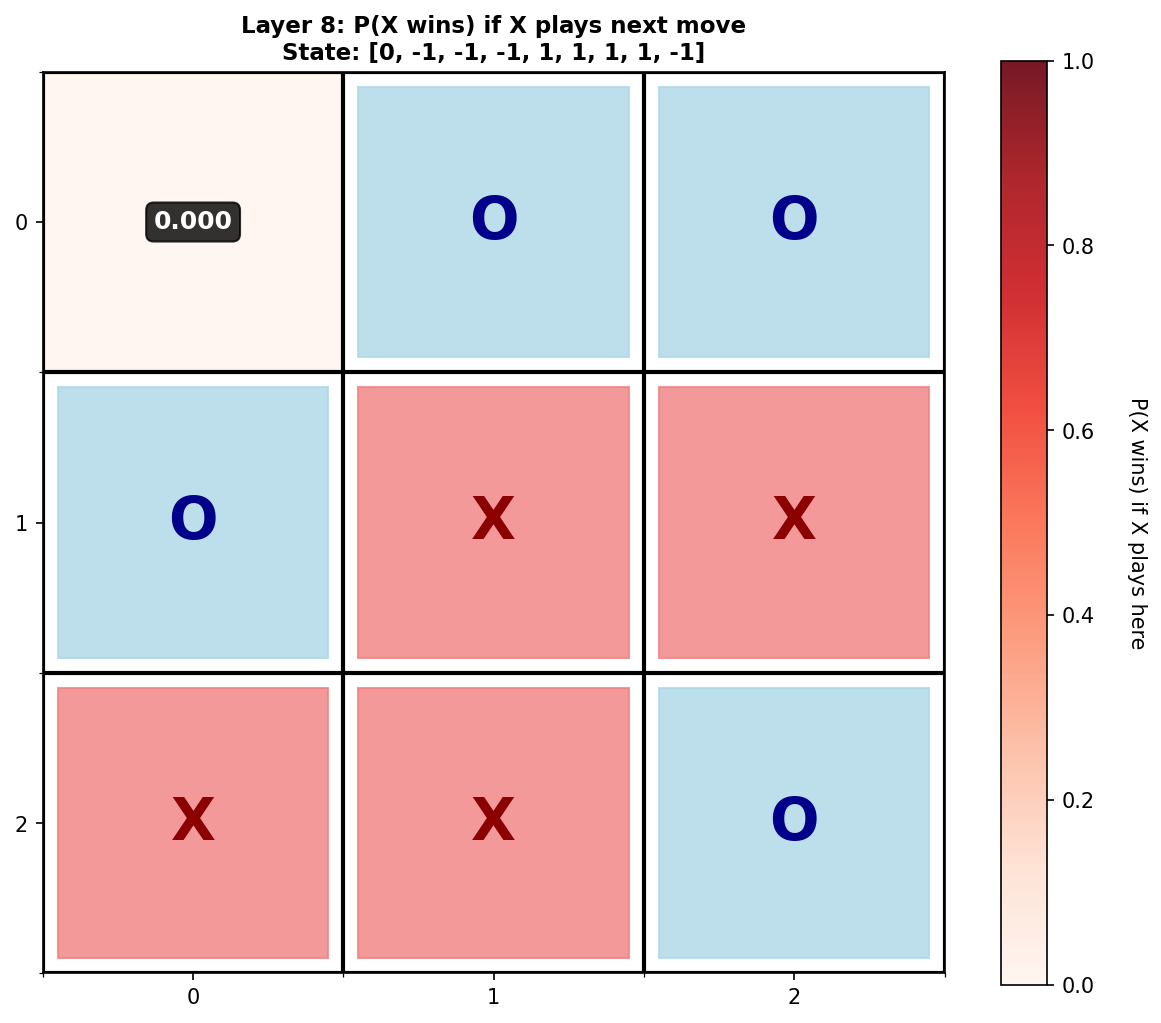 Layer 8: P(X wins) if X plays next move
State: [0, -1, -1, -1, 1, 1, 1, 1, -1]
0 0.000 O O
1 O X X
2 X X O
0 1 2
1.0
0.8
0.6
0.4
0.2
0.0
P(X wins) if X plays here